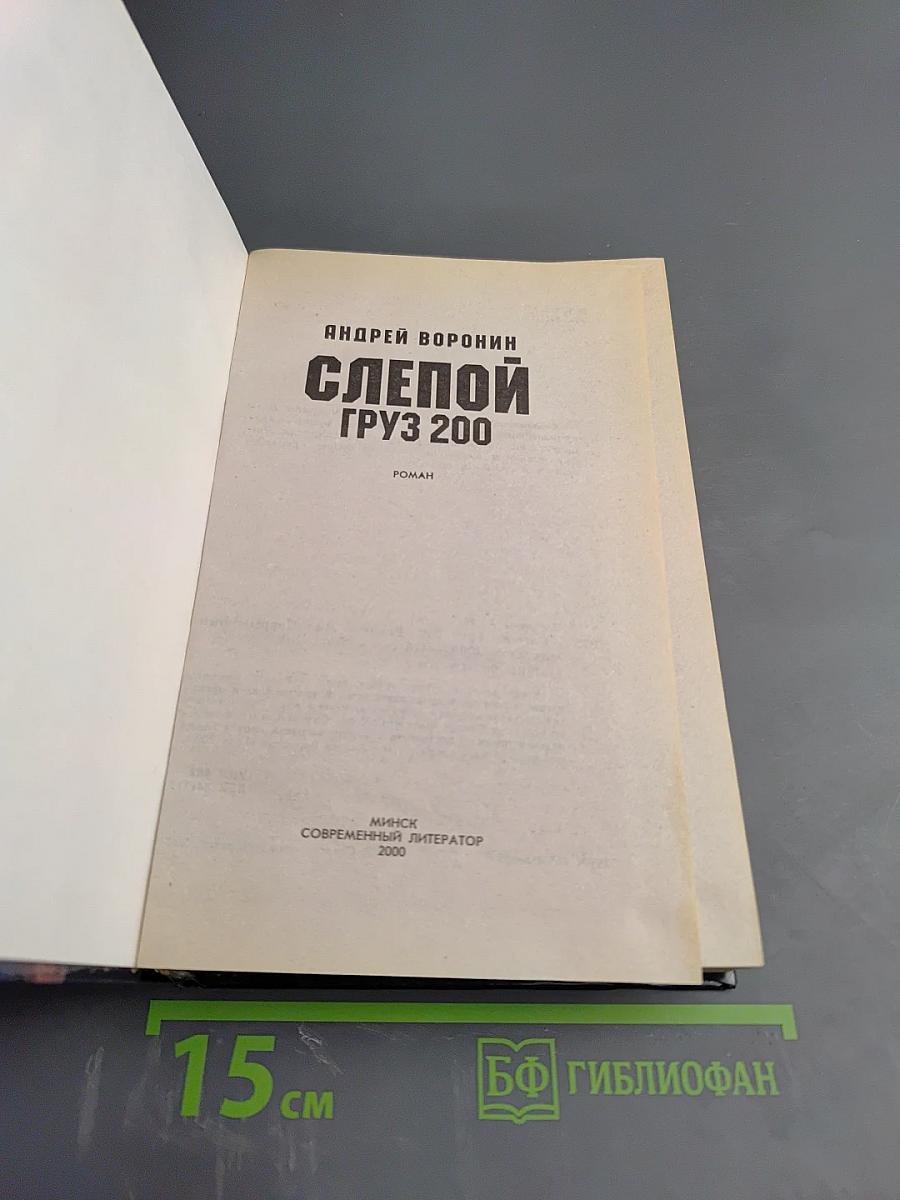 АНДРЕЙ ВОРОНИН
СЛЕПОЙ
ГРУЗ 200
РОМАН
МИНСК
СОВРЕМЕННЫЙ ЛИТЕРАТОР
2000
15 см
БФ ГИБЛИОФАН